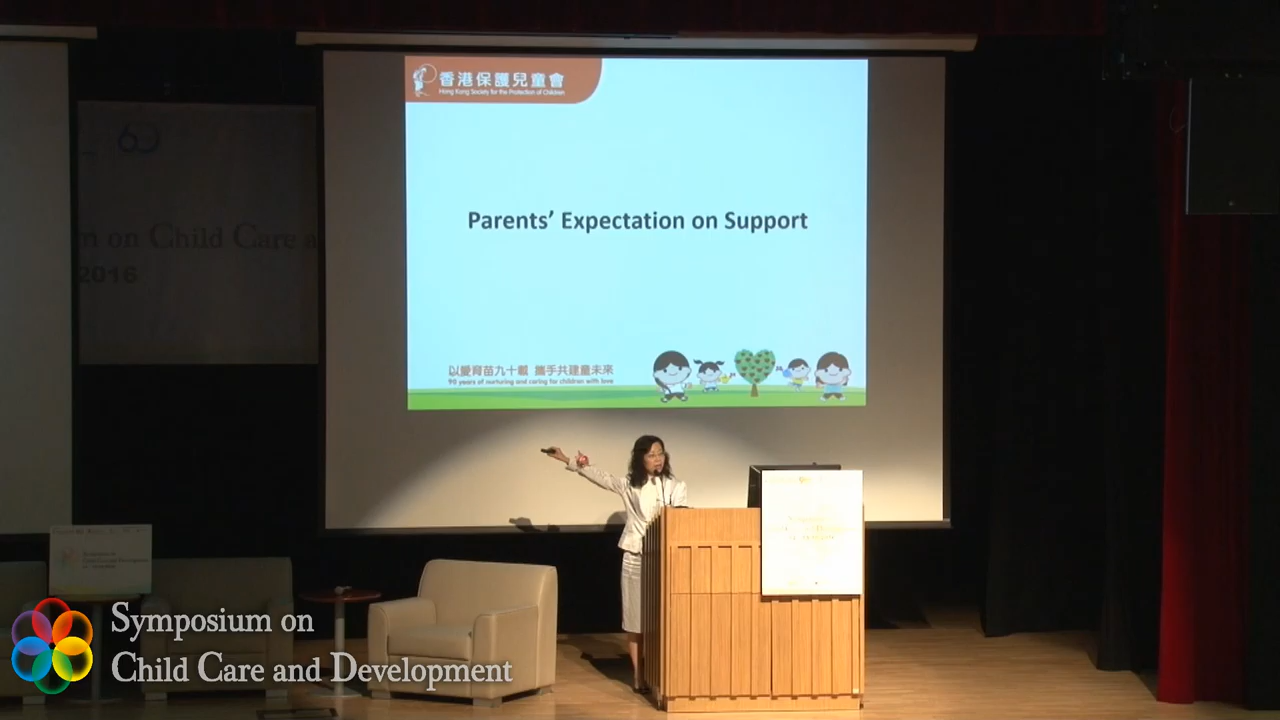 香港保護兒童會
Hong Kong Society for the Protection of Children
Parents' Expectation on Support
以愛育苗九十載 攜手共建童未來
90 years of nurturing and caring for children with love
60
on Child Care
2016
Symposium on
Child Care and Development